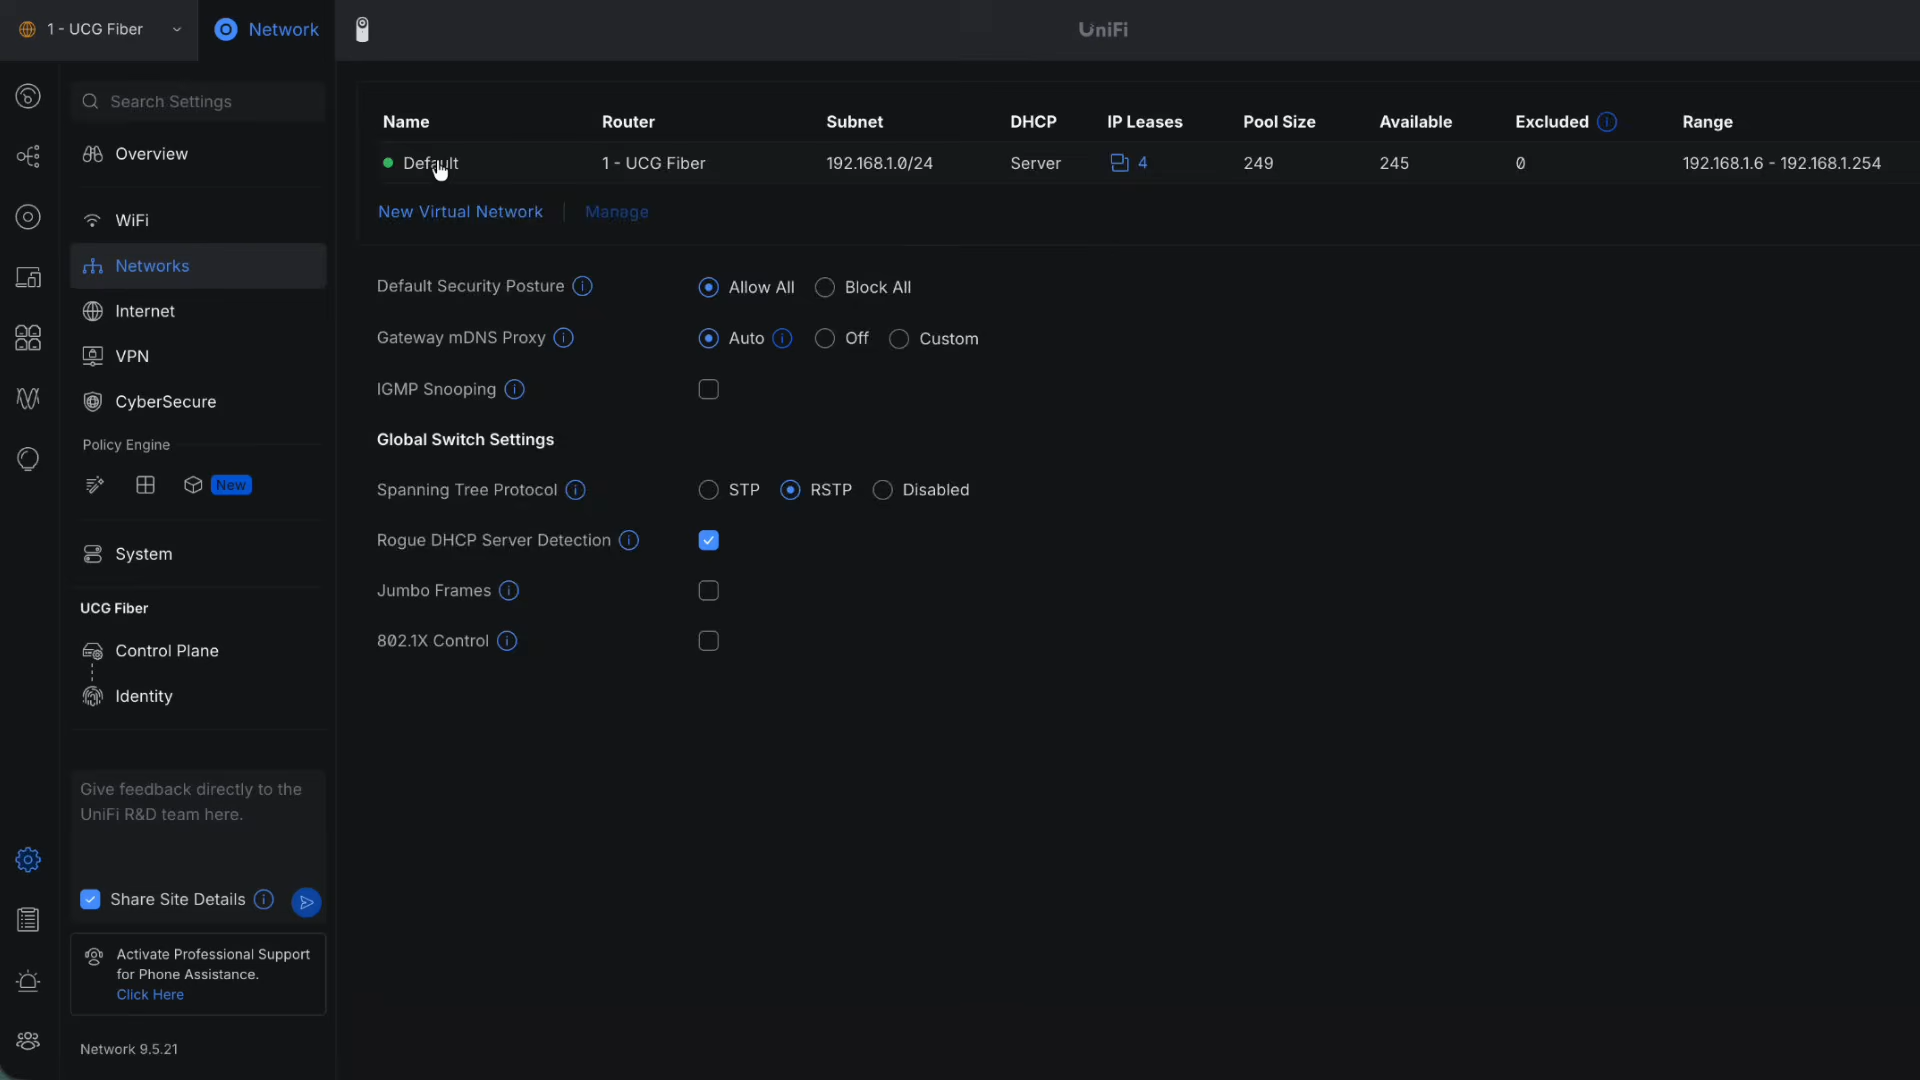 1 - UCG Fiber
Network
UniFi
Search Settings
Overview
WiFi
Networks
Internet
VPN
CyberSecure
Policy Engine
New
System
UCG Fiber
Control Plane
Identity
Give feedback directly to the
UniFi R&D team here.
Share Site Details
Activate Professional Support
for Phone Assistance.
Click Here
Network 9.5.21
Name Router Subnet DHCP IP Leases Pool Size Available Excluded Range
Default 1 - UCG Fiber 192.168.1.0/24 Server 4 249 245 0 192.168.1.6 - 192.168.1.254
New Virtual Network Manage
Default Security Posture Allow All Block All
Gateway mDNS Proxy Auto Off Custom
IGMP Snooping
Global Switch Settings
Spanning Tree Protocol STP RSTP Disabled
Rogue DHCP Server Detection
Jumbo Frames
802.1X Control